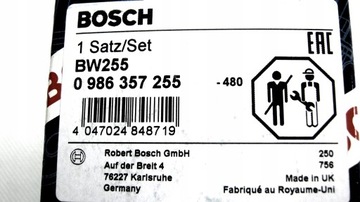 BOSCH
1 Satz/Set
EAC
BW255
0 986 357 255
-480
4 047024 848719
Robert Bosch GmbH
Auf der Breit 4
76227 Karlsruhe
Germany
250
756
Made in UK
Fabriqué au Royaume-Uni